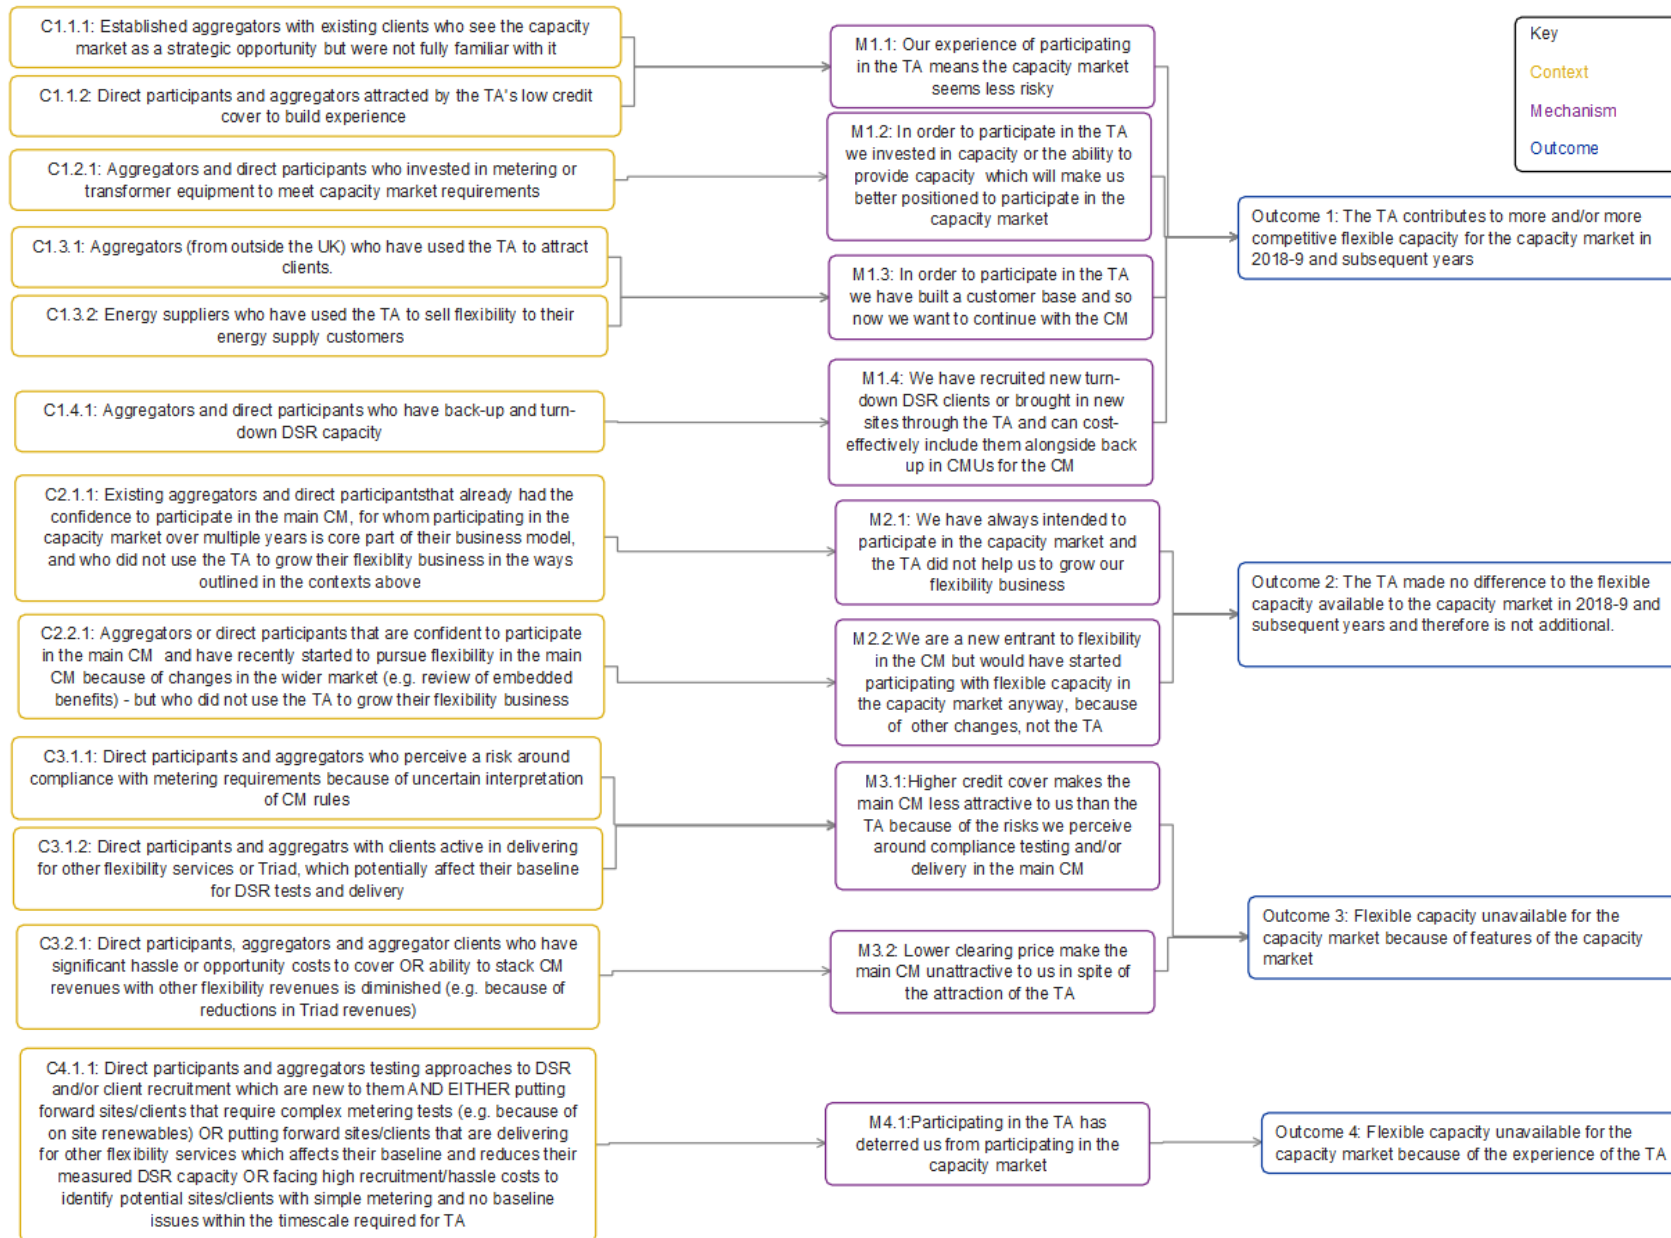 C1.1.1: Established aggregators with existing clients who see the capacity
market as a strategic opportunity but were not fully familiar with it
C1.1.2: Direct participants and aggregators attracted by the TA's low credit
cover to build experience
C1.2.1: Aggregators and direct participants who invested in metering or
transformer equipment to meet capacity market requirements
C1.3.1: Aggregators (from outside the UK) who have used the TA to attract
clients.
C1.3.2: Energy suppliers who have used the TA to sell flexibility to their
energy supply customers
C1.4.1: Aggregators and direct participants who have back-up and turn-
down DSR capacity
C2.1.1: Existing aggregators and direct participantsthat already had the
confidence to participate in the main CM, for whom participating in the
capacity market over multiple years is core part of their business model,
and who did not use the TA to grow their flexiblity business in the ways
outlined in the contexts above
C2.2.1: Aggregators or direct participants that are confident to participate
in the main CM and have recently started to pursue flexibility in the main
CM because of changes in the wider market (e.g. review of embedded
benefits) - but who did not use the TA to grow their flexibility business
C3.1.1: Direct participants and aggregators who perceive a risk around
compliance with metering requirements because of uncertain interpretation
of CM rules
C3.1.2: Direct participants and aggregatrs with clients active in delivering
for other flexibility services or Triad, which potentially affect their baseline
for DSR tests and delivery
C3.2.1: Direct participants, aggregators and aggregator clients who have
significant hassle or opportunity costs to cover OR ability to stack CM
revenues with other flexibility revenues is diminished (e.g. because of
reductions in Triad revenues)
C4.1.1: Direct participants and aggregators testing approaches to DSR
and/or client recruitment which are new to them AND EITHER putting
forward sites/clients that require complex metering tests (e.g. because of
on site renewables) OR putting forward sites/clients that are delivering
for other flexibility services which affects their baseline and reduces their
measured DSR capacity OR facing high recruitment/hassle costs to
identify potential sites/clients with simple metering and no baseline
issues within the timescale required for TA
M1.1: Our experience of participating
in the TA means the capacity market
seems less risky
M1.2: In order to participate in the TA
we invested in capacity or the ability to
provide capacity which will make us
better positioned to participate in the
capacity market
M1.3: In order to participate in the TA
we have built a customer base and so
now we want to continue with the CM
M1.4: We have recruited new turn-
down DSR clients or brought in new
sites through the TA and can cost-
effectively include them alongside back
up in CMUs for the CM
M2.1: We have always intended to
participate in the capacity market and
the TA did not help us to grow our
flexibility business
M2.2:We are a new entrant to flexibility
in the CM but would have started
participating with flexible capacity in
the capacity market anyway, because
of other changes, not the TA
M3.1:Higher credit cover makes the
main CM less attractive to us than the
TA because of the risks we perceive
around compliance testing and/or
delivery in the main CM
M3.2: Lower clearing price make the
main CM unattractive to us in spite of
the attraction of the TA
M4.1:Participating in the TA has
deterred us from participating in the
capacity market
Key
Context
Mechanism
Outcome
Outcome 1: The TA contributes to more and/or more
competitive flexible capacity for the capacity market in
2018-9 and subsequent years
Outcome 2: The TA made no difference to the flexible
capacity available to the capacity market in 2018-9 and
subsequent years and therefore is not additional.
Outcome 3: Flexible capacity unavailable for the
capacity market because of features of the capacity
market
Outcome 4: Flexible capacity unavailable for the
capacity market because of the experience of the TA